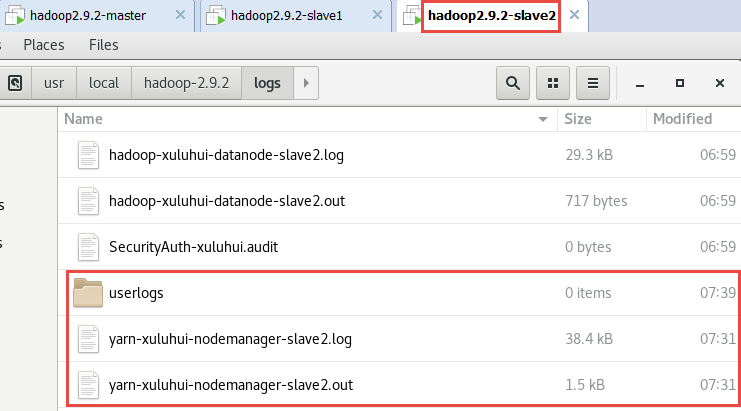 hadoop2.9.2-master hadoop2.9.2-slave1 hadoop2.9.2-slave2
Places Files
usr local hadoop-2.9.2 logs
Name Size Modified
hadoop-xuluhui-datanode-slave2.log 29.3 kB 06:59
hadoop-xuluhui-datanode-slave2.out 717 bytes 06:59
SecurityAuth-xuluhui.audit 0 bytes 06:59
userlogs 0 items 07:39
yarn-xuluhui-nodemanager-slave2.log 38.4 kB 07:31
yarn-xuluhui-nodemanager-slave2.out 1.5 kB 07:31